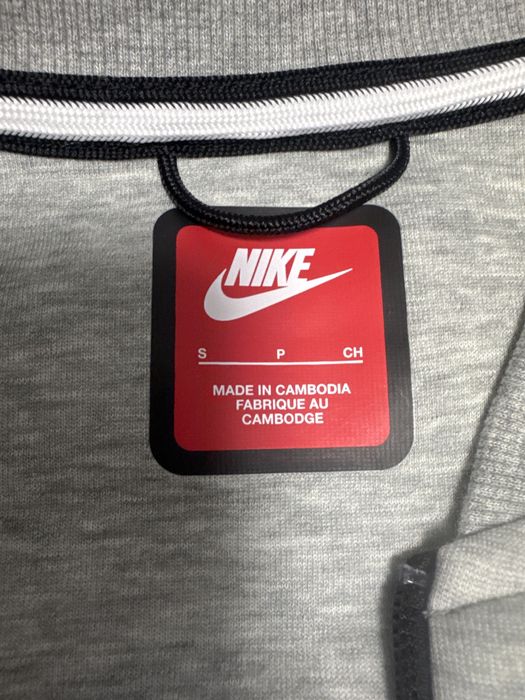 NIKE
S P CH
MADE IN CAMBODIA
FABRIQUE AU
CAMBODGE